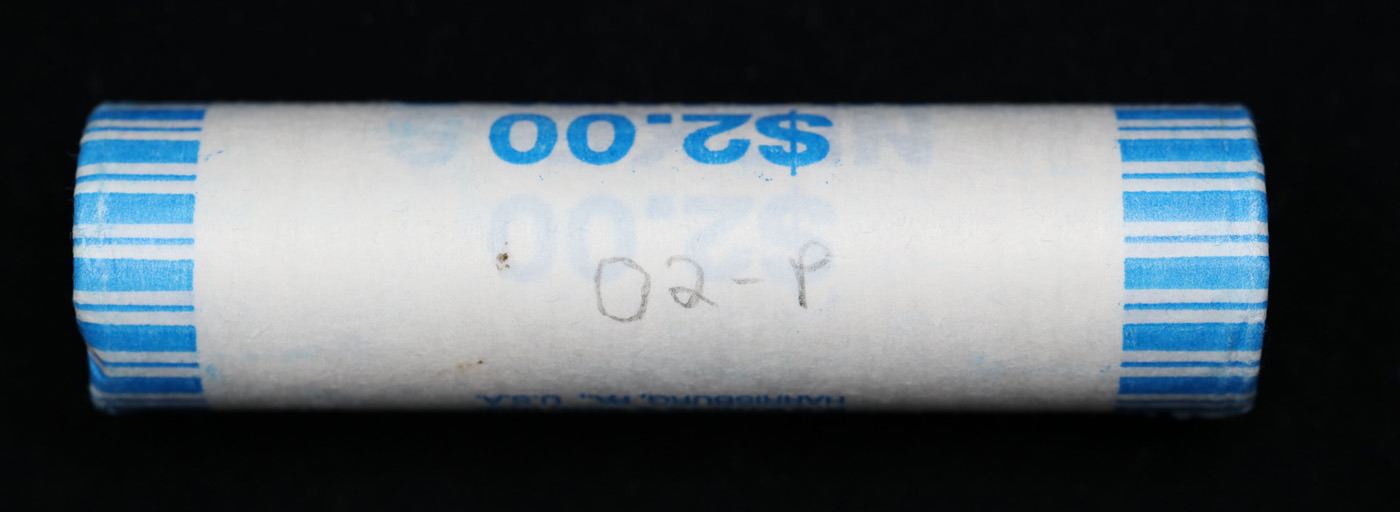 $2.00
$2.00
02-P
HARRISBURG, PA., U.S.A.